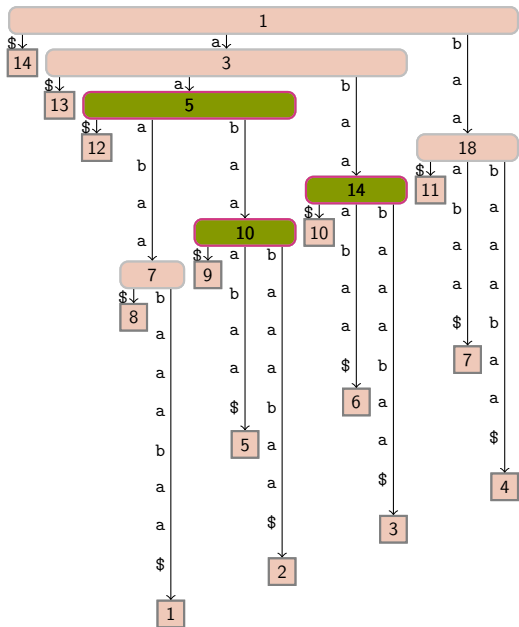 1
$ a b
14 3 a
$ a b
13 5 a a
$ a b a
12 18
b a a $ a b
14 11
a a $ a b b a
10 10
a b a a a
$ a b
7 9
a a a a
$ b b a a a
8 $ b
a a a a a
7
$ b a
a a a a a
6 a
b $ b a
5 $
b a a
4
a a $
3
a $
2
$
1